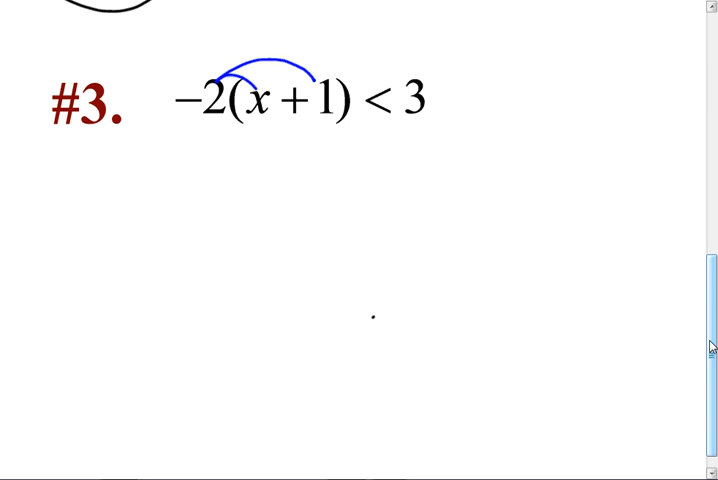 #3. −2(x + 1) < 3